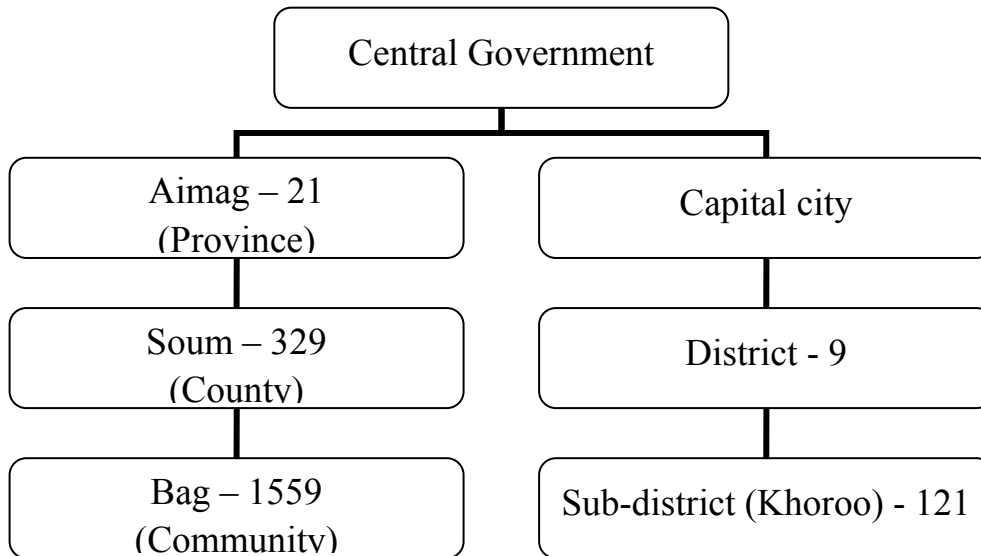 Central Government
Aimag – 21
(Province)
Capital city
Soum – 329
(County)
District - 9
Bag – 1559
(Community)
Sub-district (Khoroo) - 121